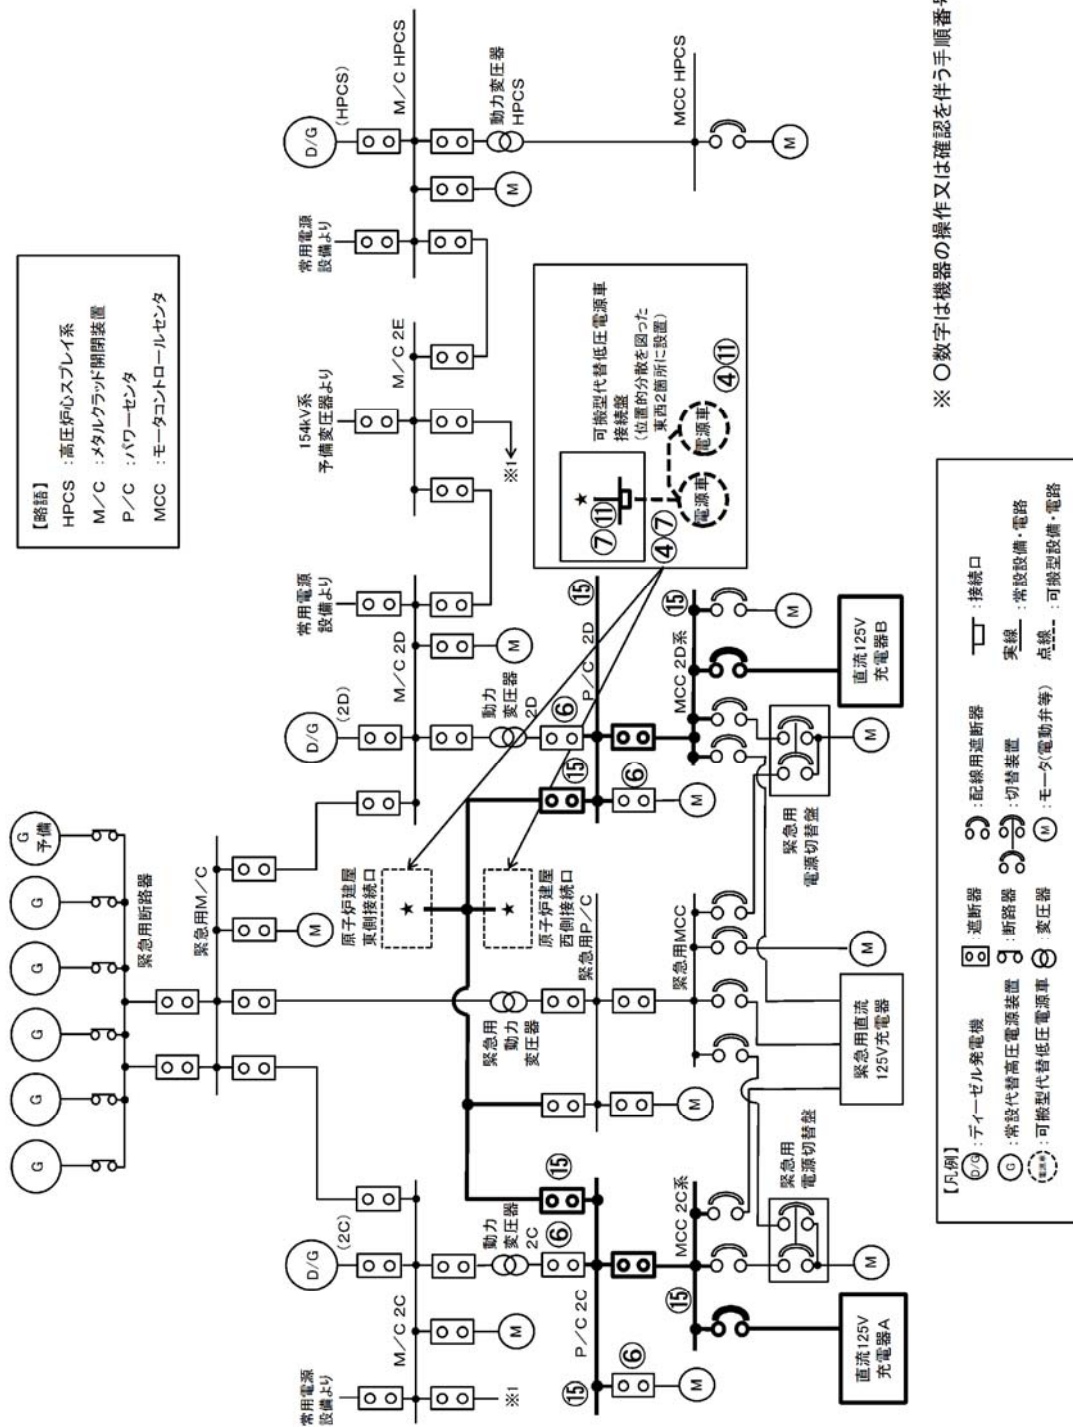 【略語】
HPCS :高圧炉心スプレイ系
M/C :メタルクラッド開閉装置
P/C :パワーセンタ
MCC :モータコントロールセンタ
G
G
G
G
G
G
予備
緊急用断路器
緊急用M/C
M
常用電源
設備より
D/G
(2C)
M/C 2C
M
※1
動力
変圧器
2C
⑥
⑮
P/C 2C
⑮
⑥
M
MCC 2C系
⑮
直流125V
充電器A
M
緊急用
電源切替盤
緊急用
動力
変圧器
緊急用P/C
M
緊急用MCC
M
緊急用直流
125V充電器
原子炉建屋
東側接続口
★
原子炉建屋
西側接続口
★
D/G
(2D)
常用電源
設備より
M/C 2D
M
動力
変圧器
2D
⑥
⑮
P/C 2D
⑮
⑥
M
MCC 2D系
⑮
M
直流125V
充電器B
M
緊急用
電源切替盤
154kV系
予備変圧器より
M/C 2E
※1
常用電源
設備より
D/G
(HPCS)
M/C HPCS
M
動力変圧器
HPCS
MCC HPCS
M
可搬型代替低圧電源車
接続盤
(位置的分散を図った
東西2箇所に設置)
★
⑦⑪
④⑦
電源車
電源車
④⑪
【凡例】
D/G :ディーゼル発電機
G :常設代替高圧電源装置
電源車 :可搬型代替低圧電源車
:遮断器
:断路器
:変圧器
:配線用遮断器
:切替装置
M :モータ(電動弁等)
:接続口
実線 :常設設備・電路
点線 :可搬型設備・電路
※ ○数字は機器の操作又は確認を伴う手順番号